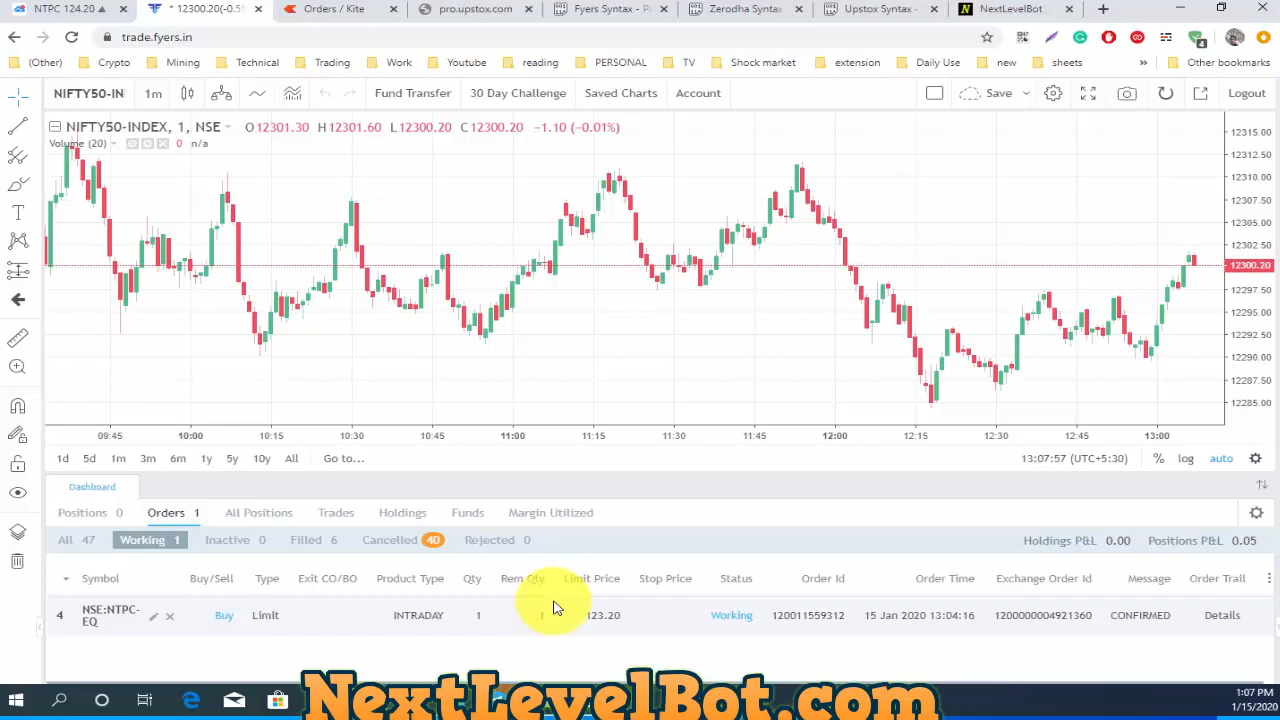 NTPC 124.20
* 12300.20(-0.5
Orders / Kite
pro.upstox.com
Fyers Syntax - P
Zerodha Syntax
Upstox Syntax -
NextLevelBot
trade.fyers.in
4
(Other) Crypto Mining Technical Trading Work Youtube reading PERSONAL TV Shock market extension Daily Use new sheets » Other bookmarks
NIFTY50-IN 1m Fund Transfer 30 Day Challenge Saved Charts Account Save Logout
NIFTY50-INDEX, 1, NSE O12301.30 H12301.60 L12300.20 C12300.20 −1.10 (−0.01%)
Volume (20) 0 n/a
12315.00
12312.50
12310.00
12307.50
12305.00
12302.50
12300.20
12297.50
12295.00
12292.50
12290.00
12287.50
12285.00
09:45 10:00 10:15 10:30 10:45 11:00 11:15 11:30 11:45 12:00 12:15 12:30 12:45 13:00
1d 5d 1m 3m 6m 1y 5y 10y All Go to... 13:07:57 (UTC+5:30) % log auto
Dashboard
Positions 0 Orders 1 All Positions Trades Holdings Funds Margin Utilized
All 47 Working 1 Inactive 0 Filled 6 Cancelled 40 Rejected 0 Holdings P&L 0.00 Positions P&L 0.05
Symbol Buy/Sell Type Exit CO/BO Product Type Qty Rem Qty Limit Price Stop Price Status Order Id Order Time Exchange Order Id Message Order Trail
4 NSE:NTPC-EQ Buy Limit INTRADAY 1 1 123.20 Working 120011559312 15 Jan 2020 13:04:16 1200000004921360 CONFIRMED Details
NextLevelBot.com
1:07 PM
1/15/2020